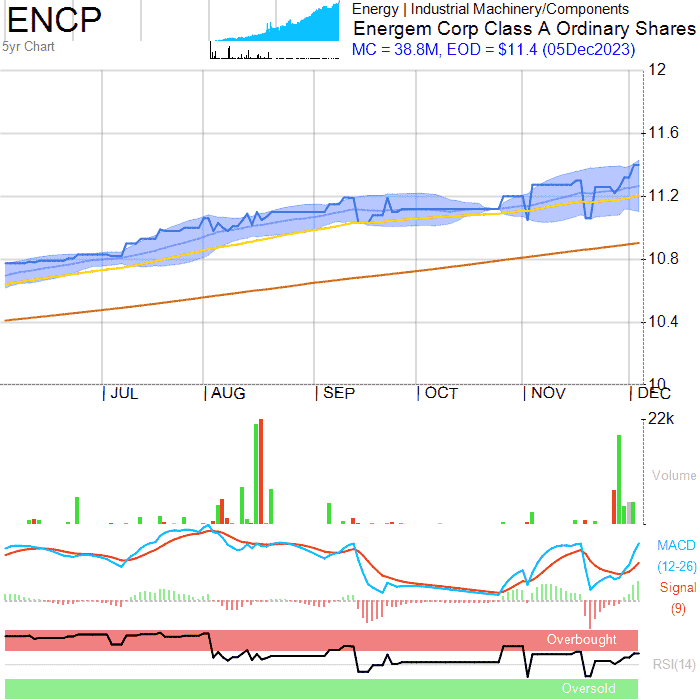 ENCP
5yr Chart
Energy | Industrial Machinery/Components
Energem Corp Class A Ordinary Shares
MC = 38.8M, EOD = $11.4 (05Dec2023)
12
11.6
11.2
10.8
10.4
10
JUL AUG SEP OCT NOV DEC
22k
Volume
MACD
(12-26)
Signal
(9)
Overbought
RSI(14)
Oversold